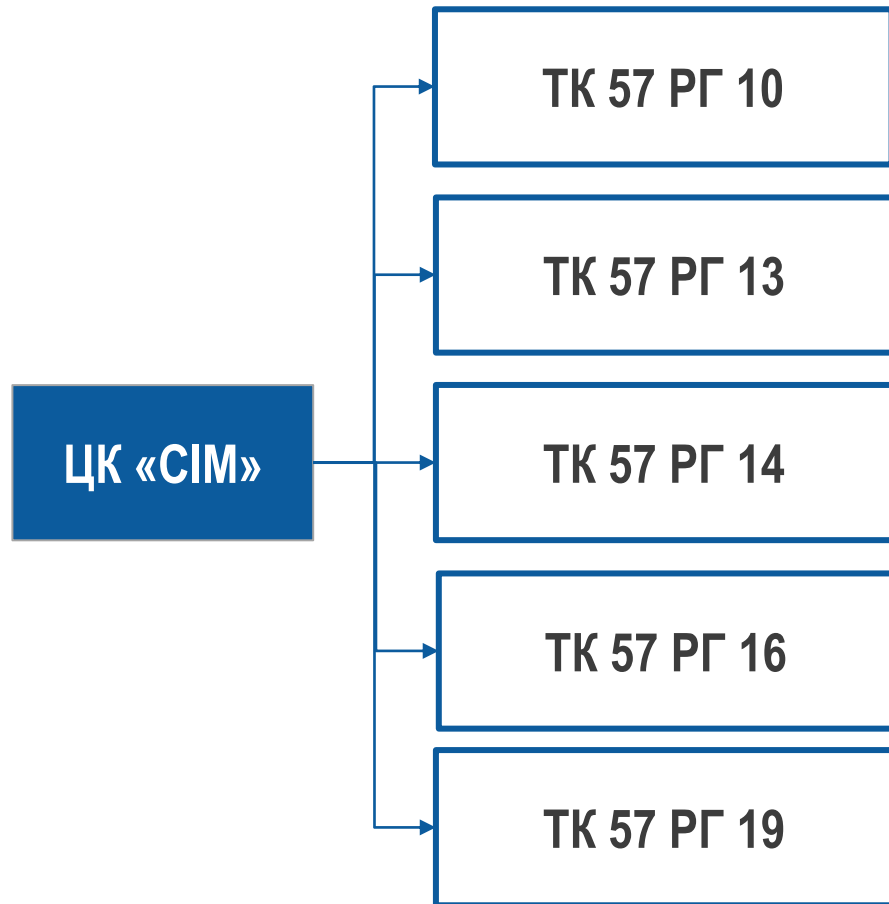 ТК 57 РГ 10
ТК 57 РГ 13
ЦК «CIM»
ТК 57 РГ 14
ТК 57 РГ 16
ТК 57 РГ 19